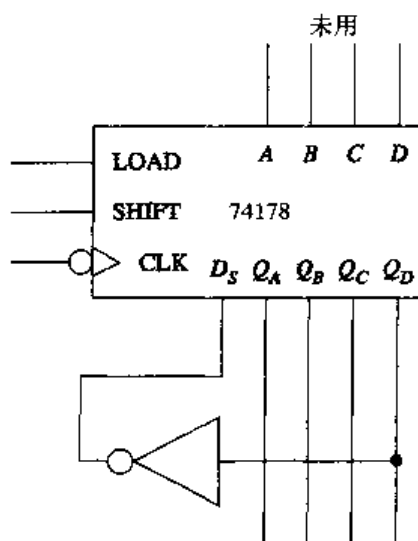 未用
A B C D
LOAD
SHIFT 74178
CLK
D_S Q_A Q_B Q_C Q_D